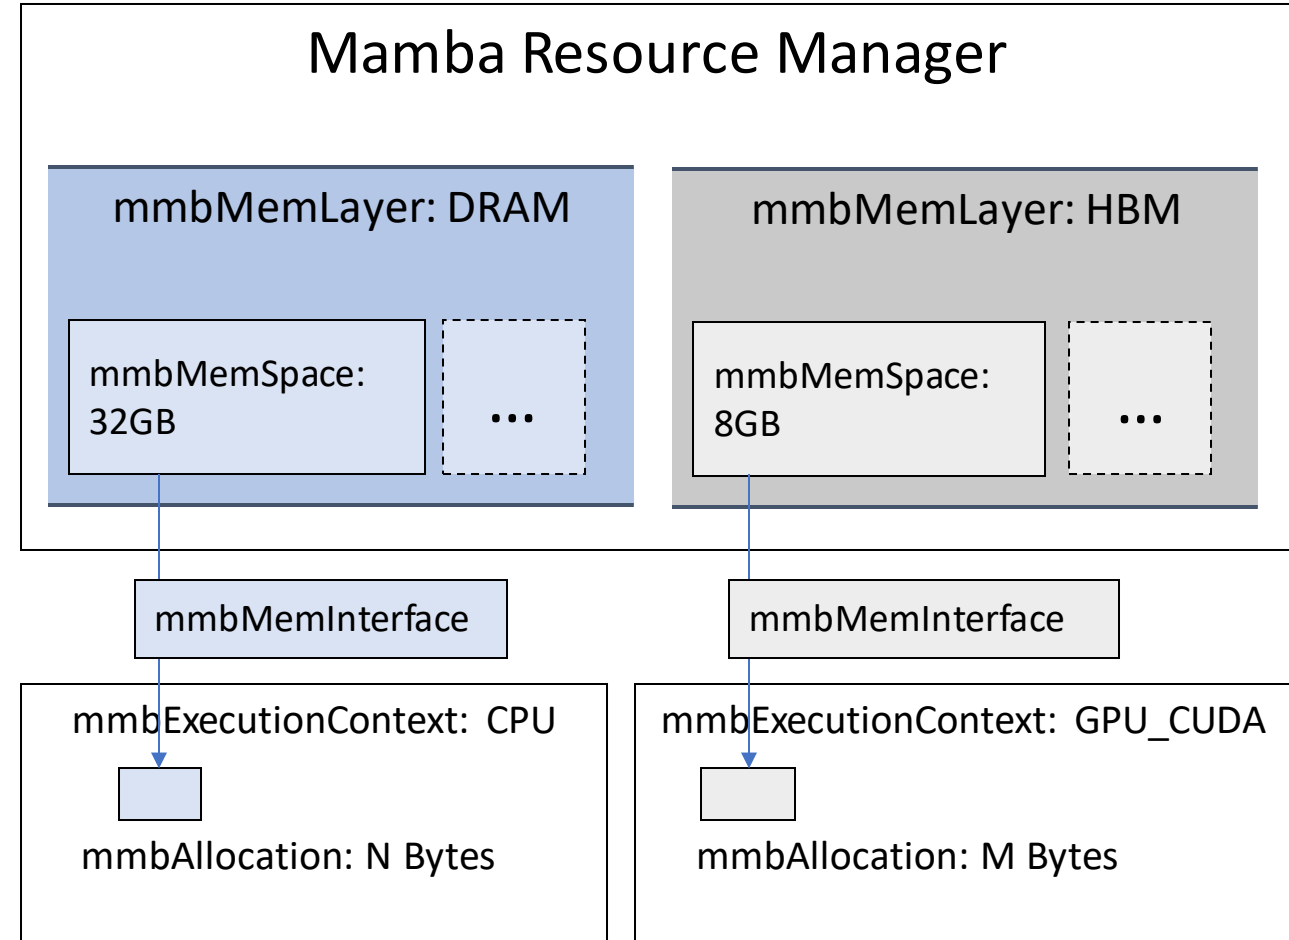 Mamba Resource Manager
mmbMemLayer: DRAM
mmbMemSpace:
32GB
...
mmbMemLayer: HBM
mmbMemSpace:
8GB
...
mmbMemInterface
mmbMemInterface
mmbExecutionContext: CPU
mmbAllocation: N Bytes
mmbExecutionContext: GPU_CUDA
mmbAllocation: M Bytes